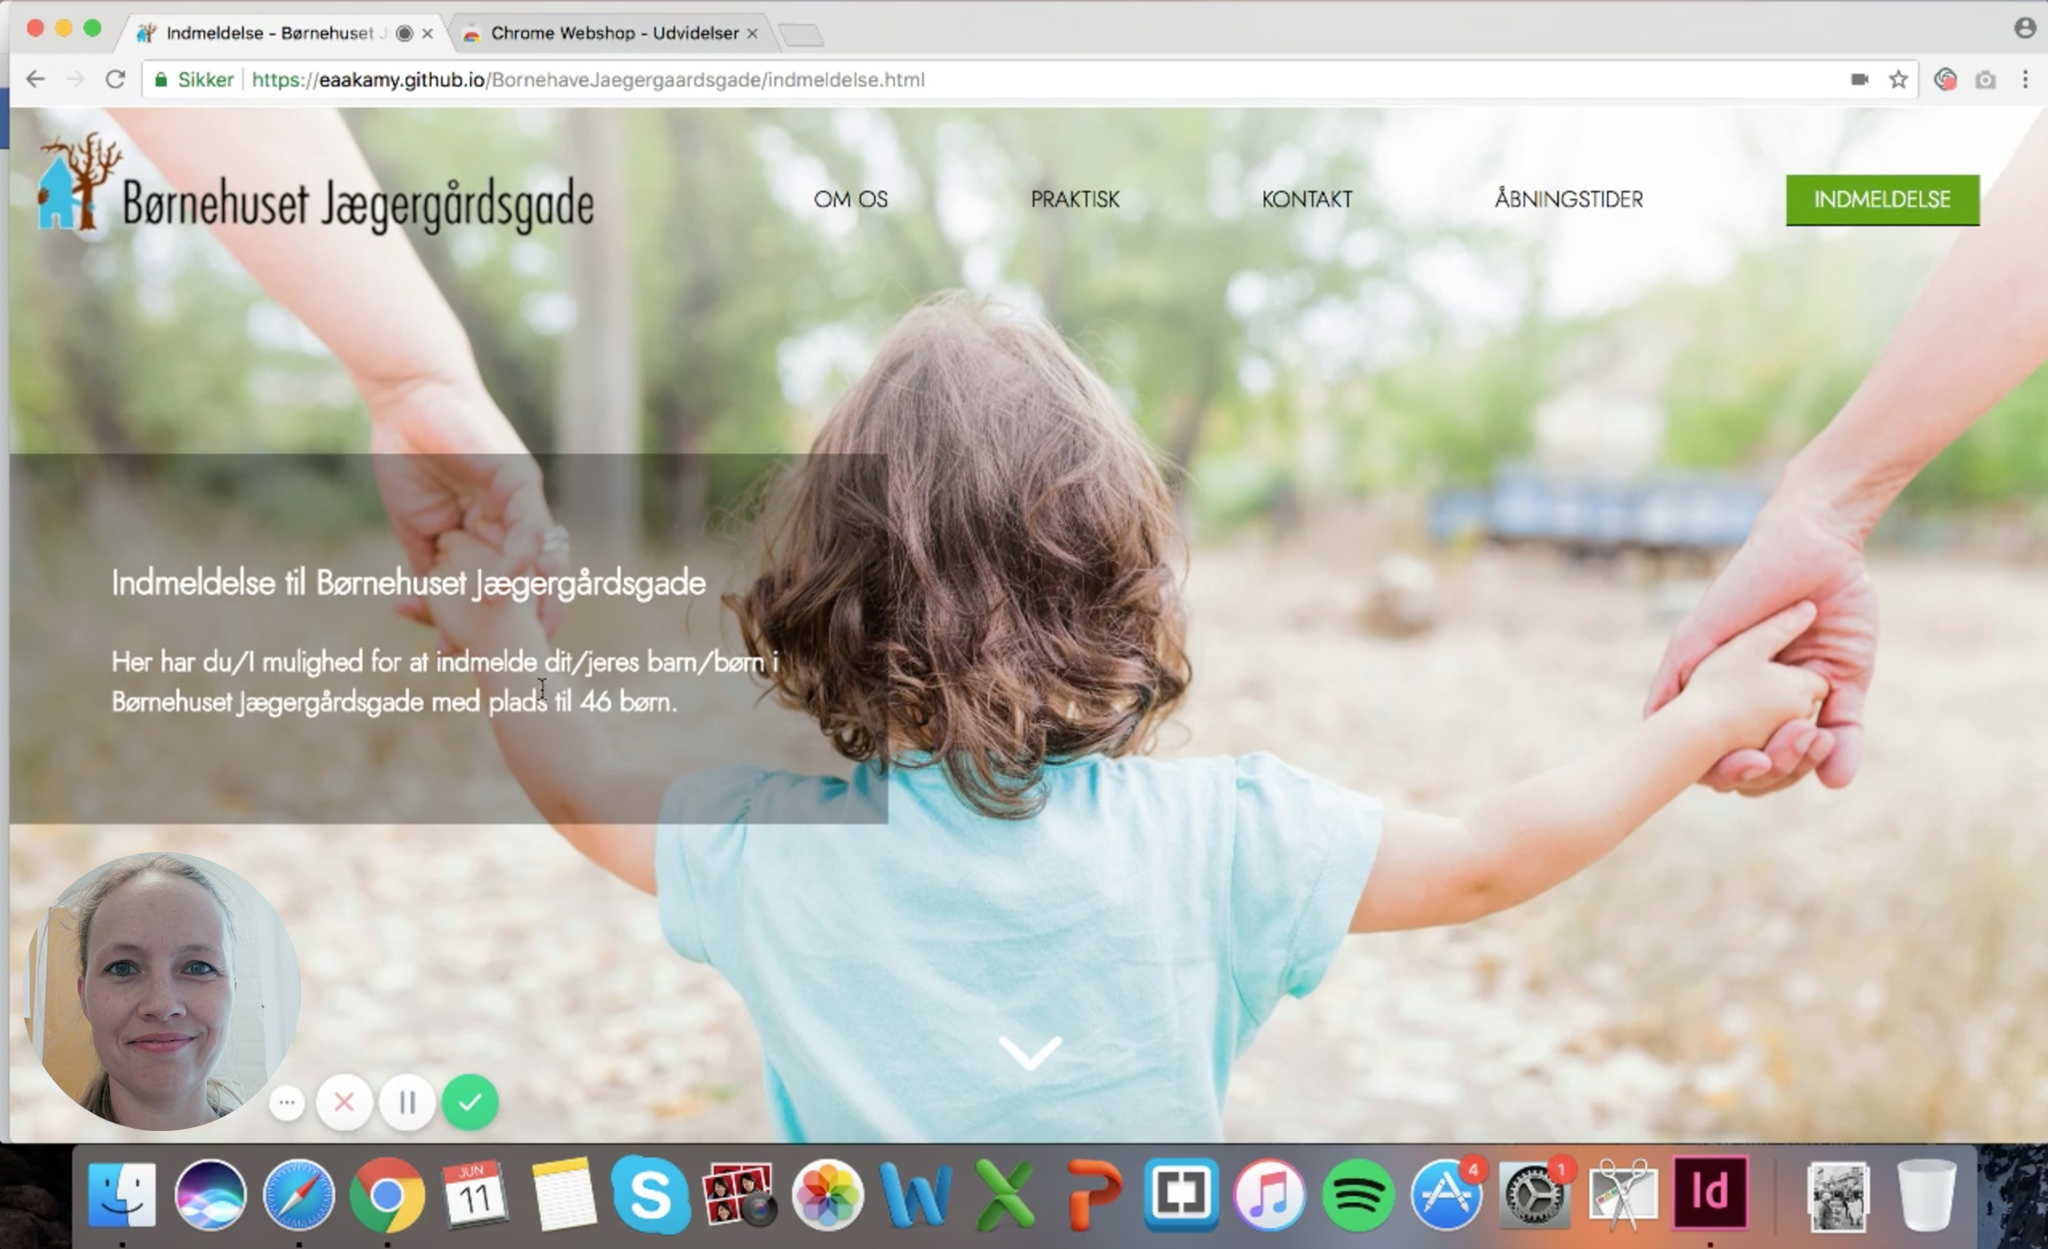 Indmeldelse - Børnehuset J
Chrome Webshop - Udvidelser
Sikker https://eaakamy.github.io/BornehaveJaegergaardsgade/indmeldelse.html
Børnehuset Jægergårdsgade
OM OS
PRAKTISK
KONTAKT
ÅBNINGSTIDER
INDMELDELSE
Indmeldelse til Børnehuset Jægergårdsgade
Her har du/I mulighed for at indmelde dit/jeres barn/børn i
Børnehuset Jægergårdsgade med plads til 46 børn.
JUN
11
4
1
Id